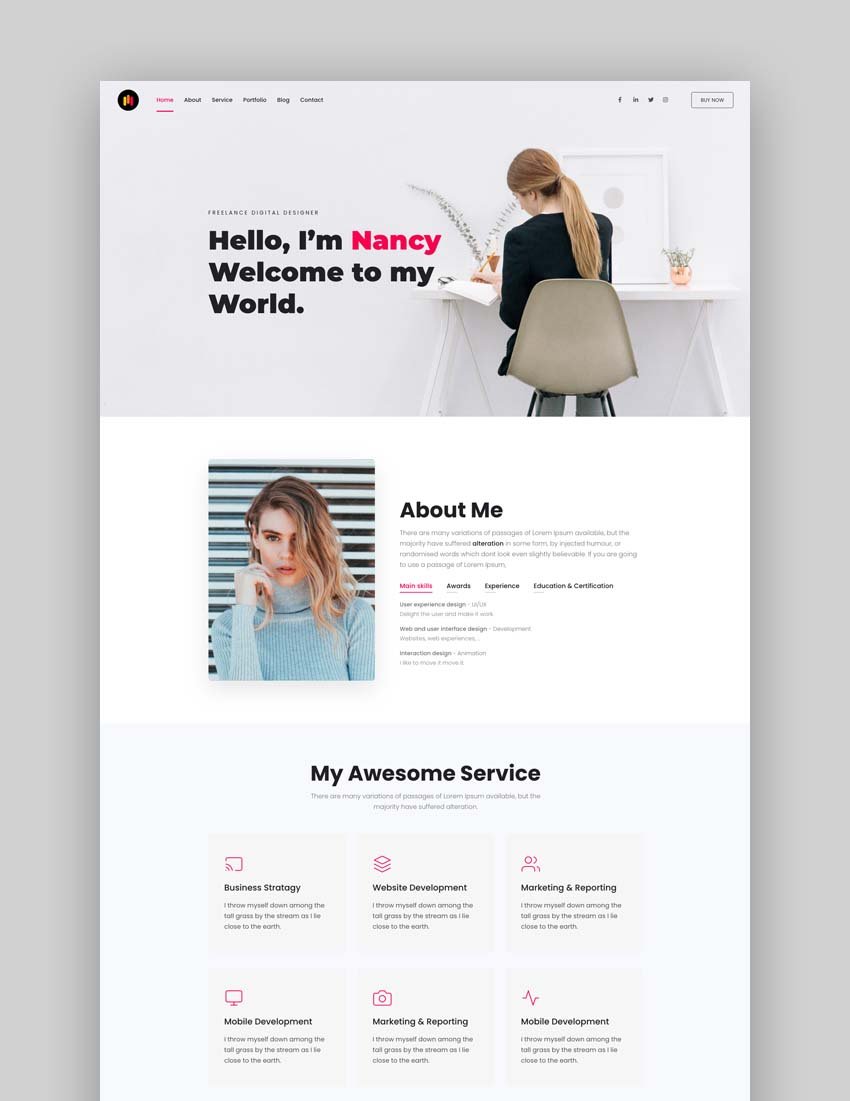 Home About Service Portfolio Blog Contact
BUY NOW
FREELANCE DIGITAL DESIGNER
Hello, I’m Nancy
Welcome to my
World.
About Me
There are many variations of passages of Lorem Ipsum available, but the
majority have suffered alteration in some form, by injected humour, or
randomised words which dont look even slightly believable. If you are going
to use a passage of Lorem Ipsum,
Main skills Awards Experience Education & Certification
User experience design - UI/UX
Delight the user and make it work
Web and user interface design - Development
Websites, web experiences, ...
Interaction design - Animation
I like to move it move it
My Awesome Service
There are many variations of passages of Lorem Ipsum available, but the
majority have suffered alteration.
Business Stratagy
I throw myself down among the
tall grass by the stream as I lie
close to the earth.
Website Development
I throw myself down among the
tall grass by the stream as I lie
close to the earth.
Marketing & Reporting
I throw myself down among the
tall grass by the stream as I lie
close to the earth.
Mobile Development
I throw myself down among the
tall grass by the stream as I lie
close to the earth.
Marketing & Reporting
I throw myself down among the
tall grass by the stream as I lie
close to the earth.
Mobile Development
I throw myself down among the
tall grass by the stream as I lie
close to the earth.